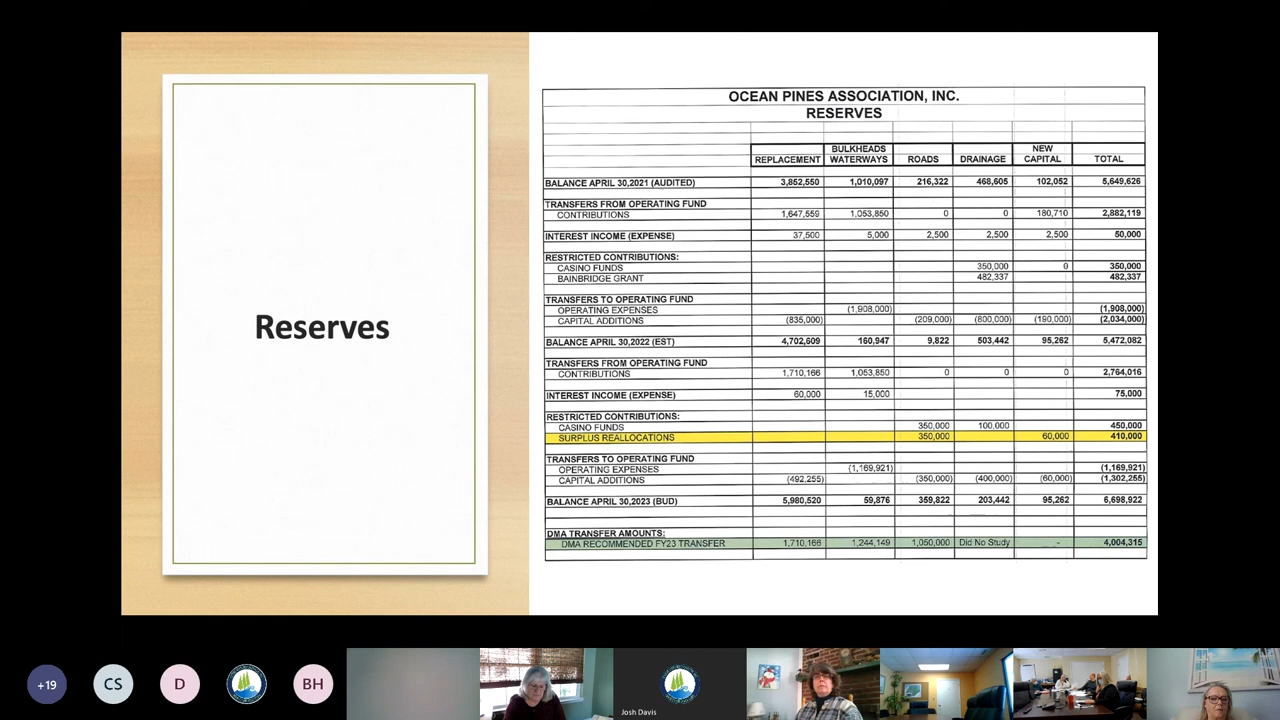 Reserves
OCEAN PINES ASSOCIATION, INC.
RESERVES
REPLACEMENT BULKHEADS WATERWAYS ROADS DRAINAGE NEW CAPITAL TOTAL
BALANCE APRIL 30,2021 (AUDITED) 3,852,550 1,010,097 216,322 468,605 102,052 5,649,626
TRANSFERS FROM OPERATING FUND
CONTRIBUTIONS 1,647,559 1,053,850 0 0 180,710 2,882,119
INTEREST INCOME (EXPENSE) 37,500 5,000 2,500 2,500 2,500 50,000
RESTRICTED CONTRIBUTIONS:
CASINO FUNDS 350,000 0 350,000
BAINBRIDGE GRANT 482,337 482,337
TRANSFERS TO OPERATING FUND
OPERATING EXPENSES (1,908,000) (1,908,000)
CAPITAL ADDITIONS (835,000) (209,000) (800,000) (190,000) (2,034,000)
BALANCE APRIL 30,2022 (EST) 4,702,609 160,947 9,822 503,442 95,262 5,472,082
TRANSFERS FROM OPERATING FUND
CONTRIBUTIONS 1,710,166 1,053,850 0 0 0 2,764,016
INTEREST INCOME (EXPENSE) 60,000 15,000 75,000
RESTRICTED CONTRIBUTIONS:
CASINO FUNDS 350,000 100,000 450,000
SURPLUS REALLOCATIONS 350,000 60,000 410,000
TRANSFERS TO OPERATING FUND
OPERATING EXPENSES (1,169,921) (1,169,921)
CAPITAL ADDITIONS (492,255) (350,000) (400,000) (60,000) (1,302,255)
BALANCE APRIL 30,2023 (BUD) 5,980,520 59,876 359,822 203,442 95,262 6,698,922
DMA TRANSFER AMOUNTS:
DMA RECOMMENDED FY23 TRANSFER 1,710,166 1,244,149 1,050,000 Did No Study - 4,004,315
+19 CS D BH
Josh Davis